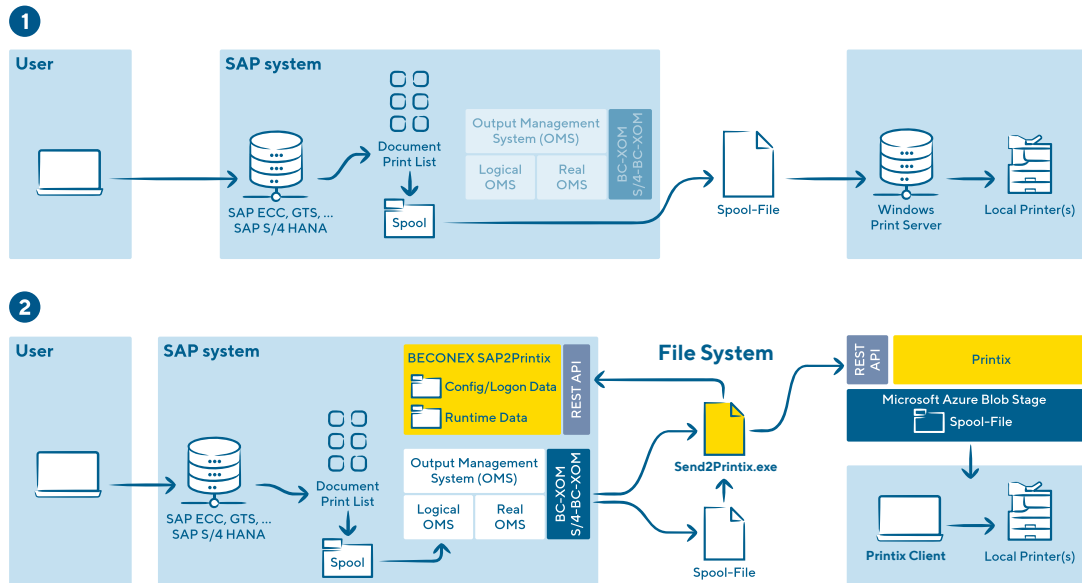 1
User
SAP system
SAP ECC, GTS, ...
SAP S/4 HANA
Document
Print List
Spool
Output Management
System (OMS)
Logical
OMS
Real
OMS
BC-XOM
S/4-BC-XOM
Spool-File
Windows
Print Server
Local Printer(s)
2
User
SAP system
SAP ECC, GTS, ...
SAP S/4 HANA
Document
Print List
Spool
BECONEX SAP2Printix
Config/Logon Data
Runtime Data
REST API
Output Management
System (OMS)
Logical
OMS
Real
OMS
BC-XOM
S/4-BC-XOM
File System
Send2Printix.exe
Spool-File
REST
API
Printix
Microsoft Azure Blob Stage
Spool-File
Printix Client
Local Printer(s)